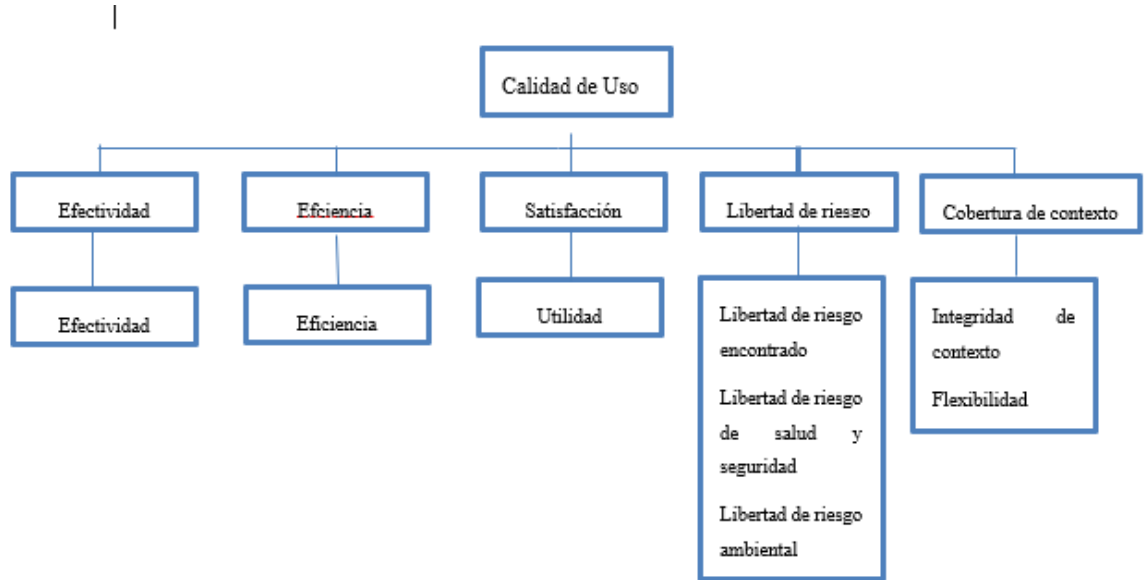 Calidad de Uso
Efectividad
Efciencia
Satisfacción
Libertad de riesgo
Cobertura de contexto
Efectividad
Eficiencia
Utilidad
Libertad de riesgo
encontrado
Libertad de riesgo
de salud y
seguridad
Libertad de riesgo
ambiental
Integridad de
contexto
Flexibilidad